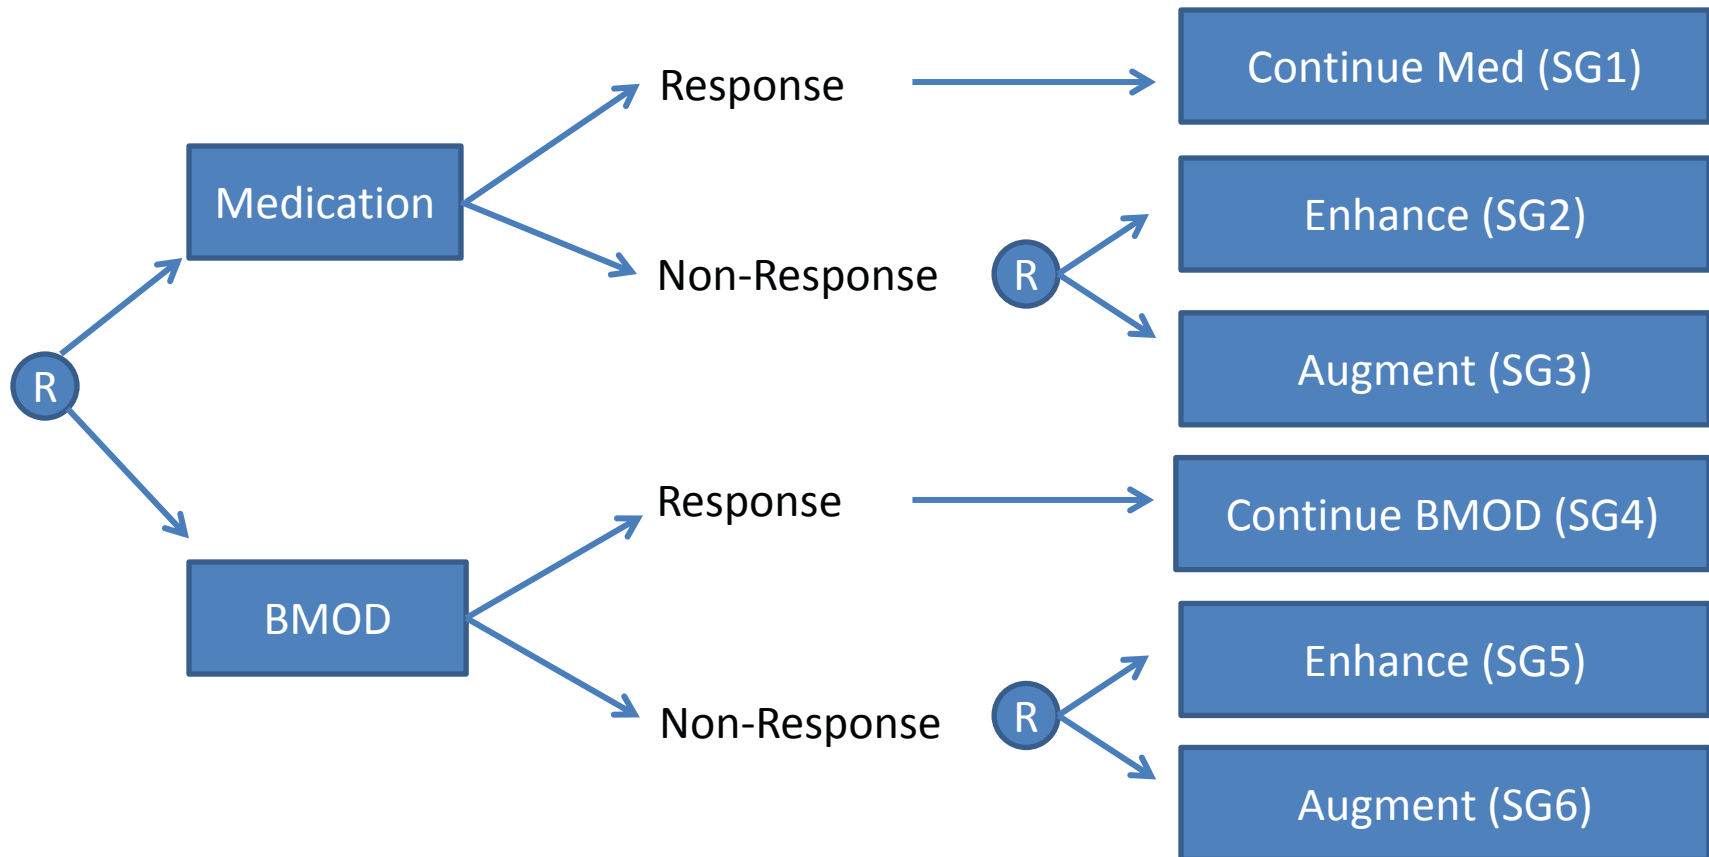 Response
Continue Med (SG1)
Medication
Enhance (SG2)
Non-Response
R
Augment (SG3)
R
Response
Continue BMOD (SG4)
BMOD
Enhance (SG5)
Non-Response
R
Augment (SG6)